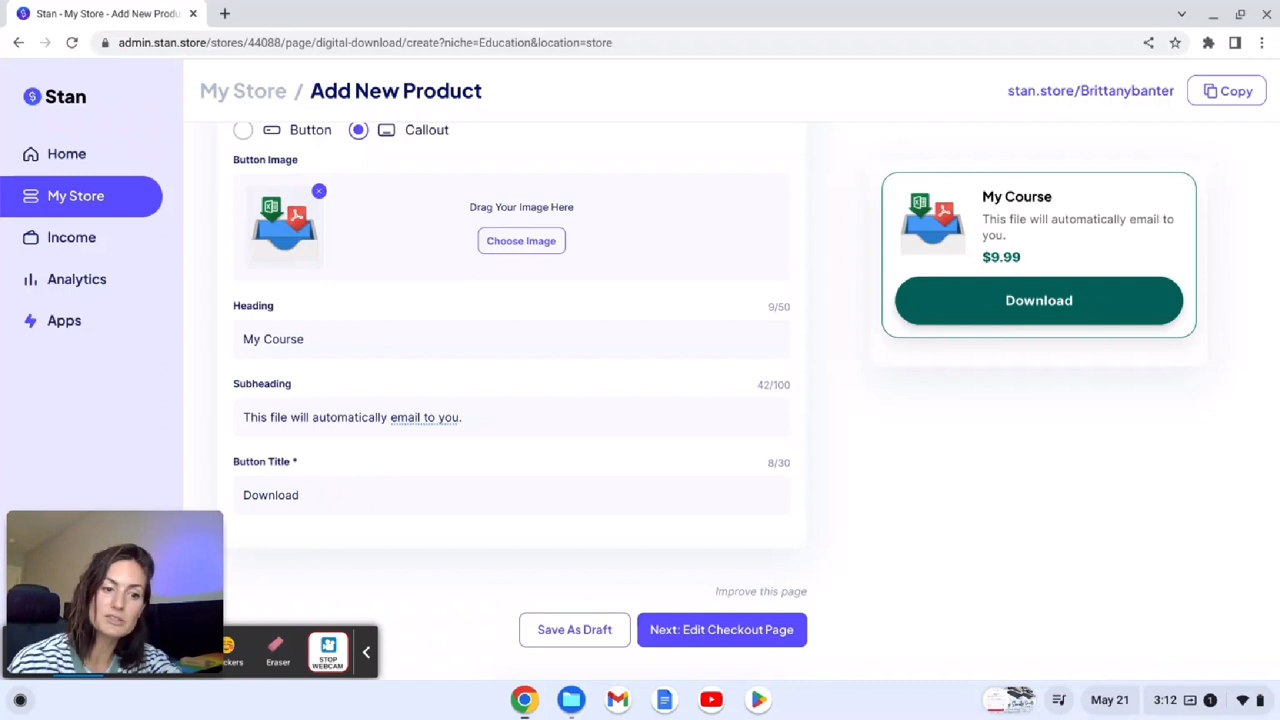 Stan - My Store - Add New Produ
admin.stan.store/stores/44088/page/digital-download/create?niche=Education&location=store
Stan
My Store / Add New Product
stan.store/Brittanybanter
Copy
Home
My Store
Income
Analytics
Apps
Button
Callout
Button Image
Drag Your Image Here
Choose Image
Heading
9/50
My Course
Subheading
42/100
This file will automatically email to you.
Button Title *
8/30
Download
My Course
This file will automatically email to
you.
$9.99
Download
Improve this page
Save As Draft
Next: Edit Checkout Page
ckers
Eraser
STOP
WEBCAM
May 21
3:12
1